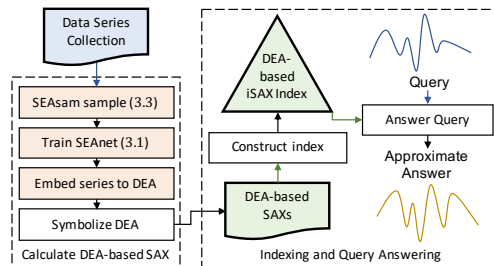 Data Series
Collection
SEAsam sample (3.3)
Train SEAnet (3.1)
Embed series to DEA
Symbolize DEA
Calculate DEA-based SAX
DEA-
based
iSAX Index
Construct index
DEA-based
SAXs
Query
Answer Query
Approximate
Answer
Indexing and Query Answering